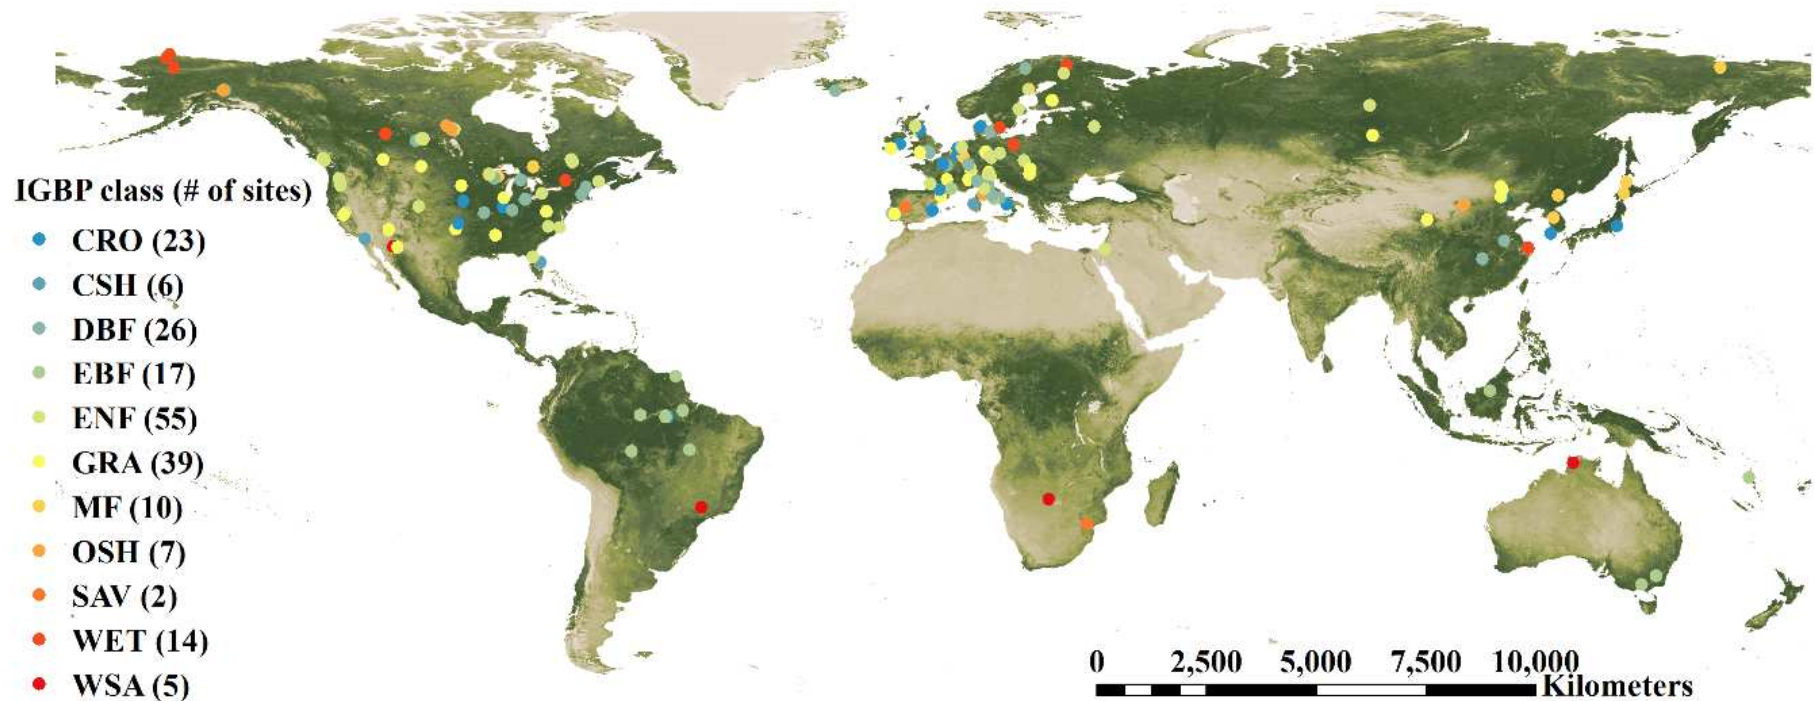 IGBP class (# of sites)
CRO (23)
CSH (6)
DBF (26)
EBF (17)
ENF (55)
GRA (39)
MF (10)
OSH (7)
SAV (2)
WET (14)
WSA (5)
0 2,500 5,000 7,500 10,000
Kilometers